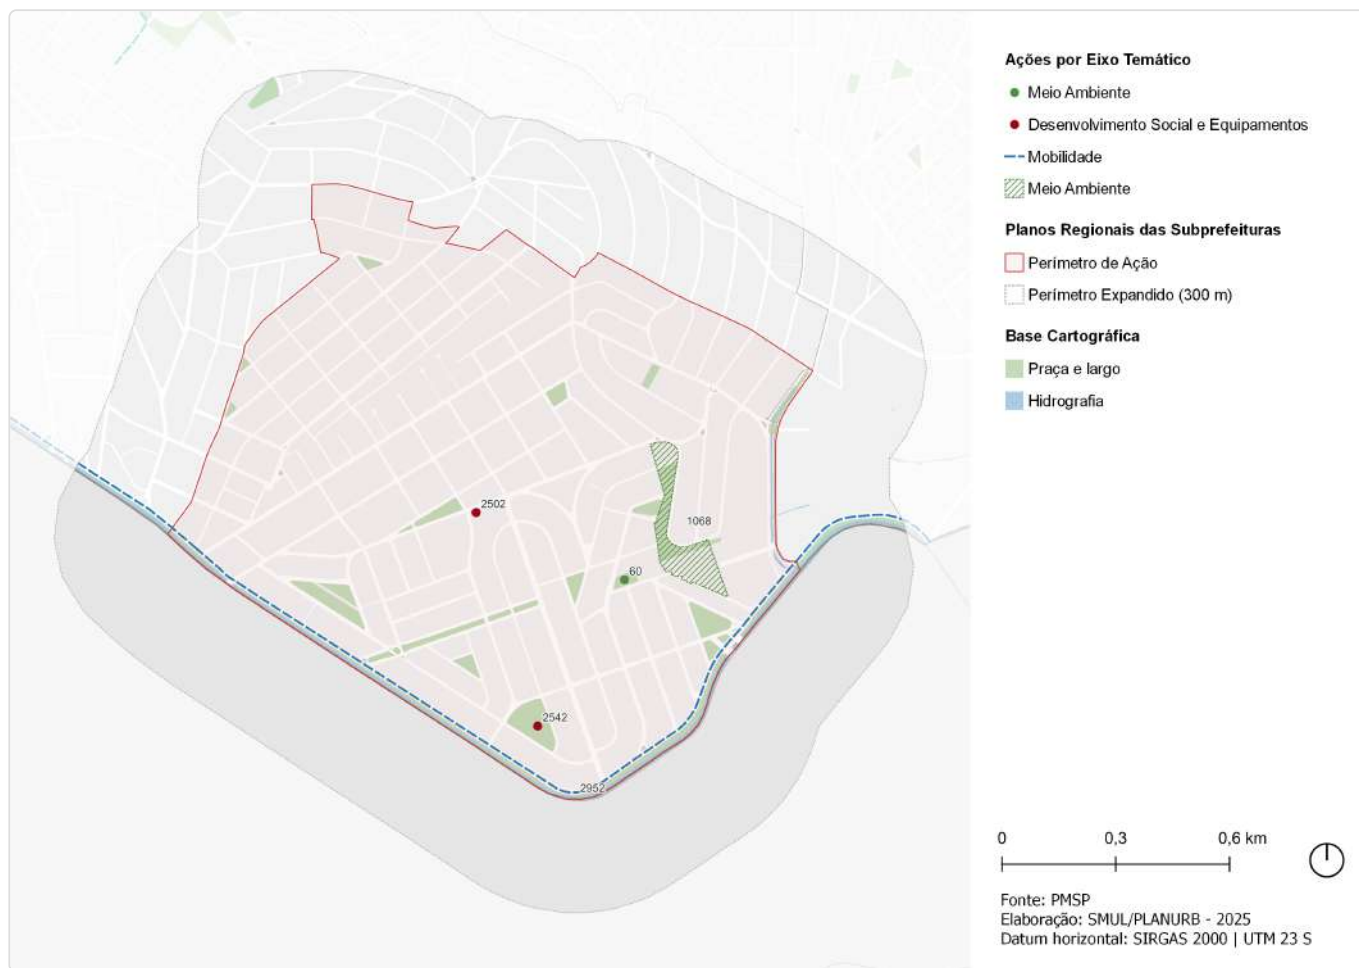 2502
1068
60
2542
2952
Ações por Eixo Temático
Meio Ambiente
Desenvolvimento Social e Equipamentos
Mobilidade
Meio Ambiente
Planos Regionais das Subprefeituras
Perímetro de Ação
Perímetro Expandido (300 m)
Base Cartográfica
Praça e largo
Hidrografia
0 0,3 0,6 km
Fonte: PMSP
Elaboração: SMUL/PLANURB - 2025
Datum horizontal: SIRGAS 2000 | UTM 23 S